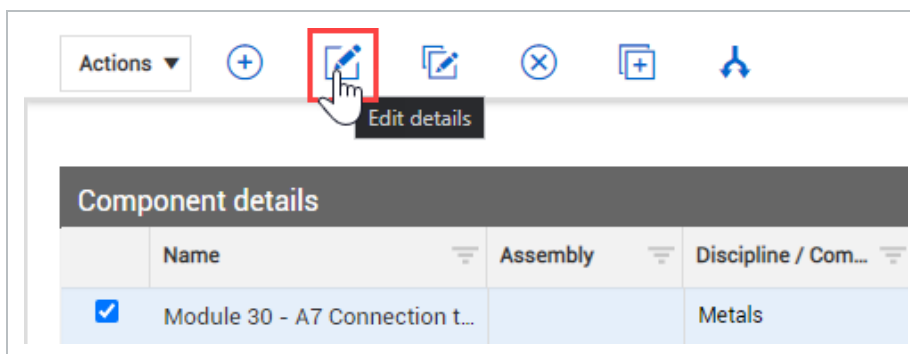 Actions
Edit details
Component details
Name Assembly Discipline / Com...
Module 30 - A7 Connection t... Metals